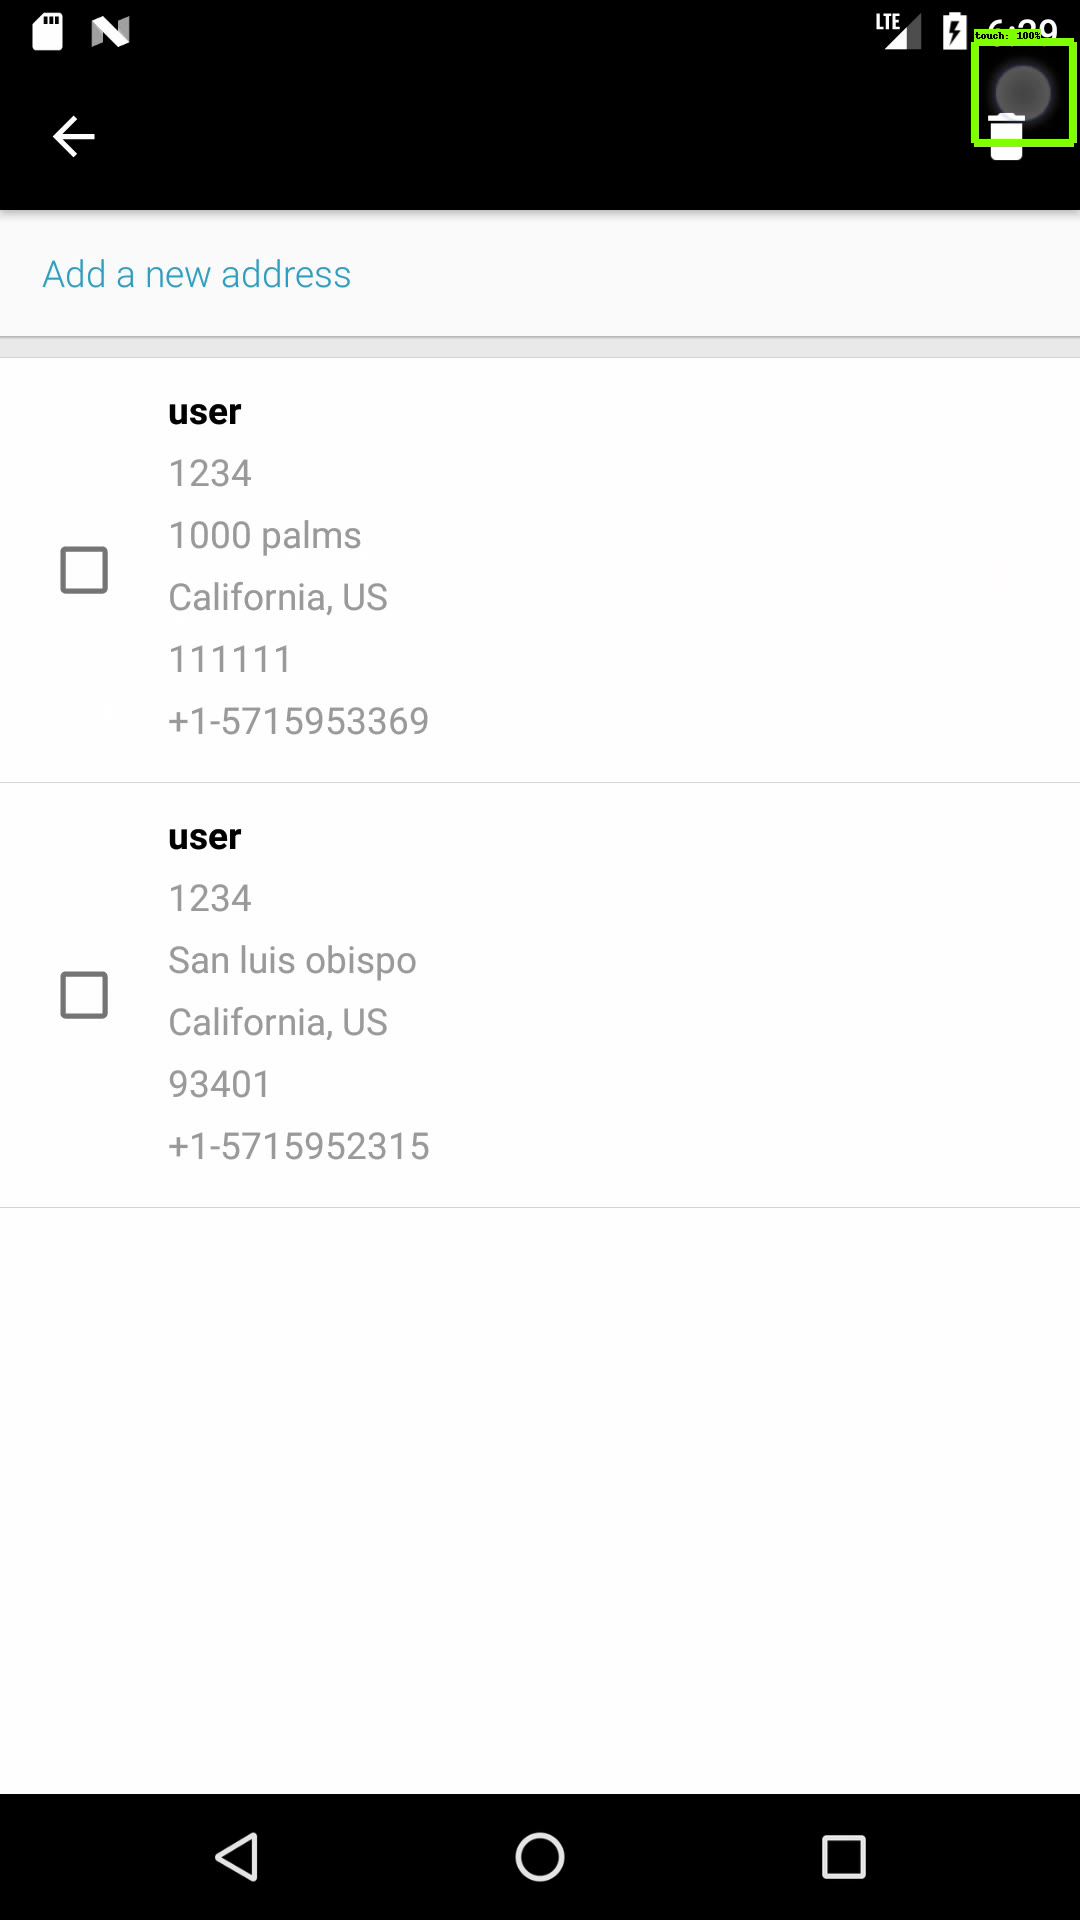 LTE
touch: 100%
Add a new address
user
1234
1000 palms
California, US
111111
+1-5715953369
user
1234
San luis obispo
California, US
93401
+1-5715952315